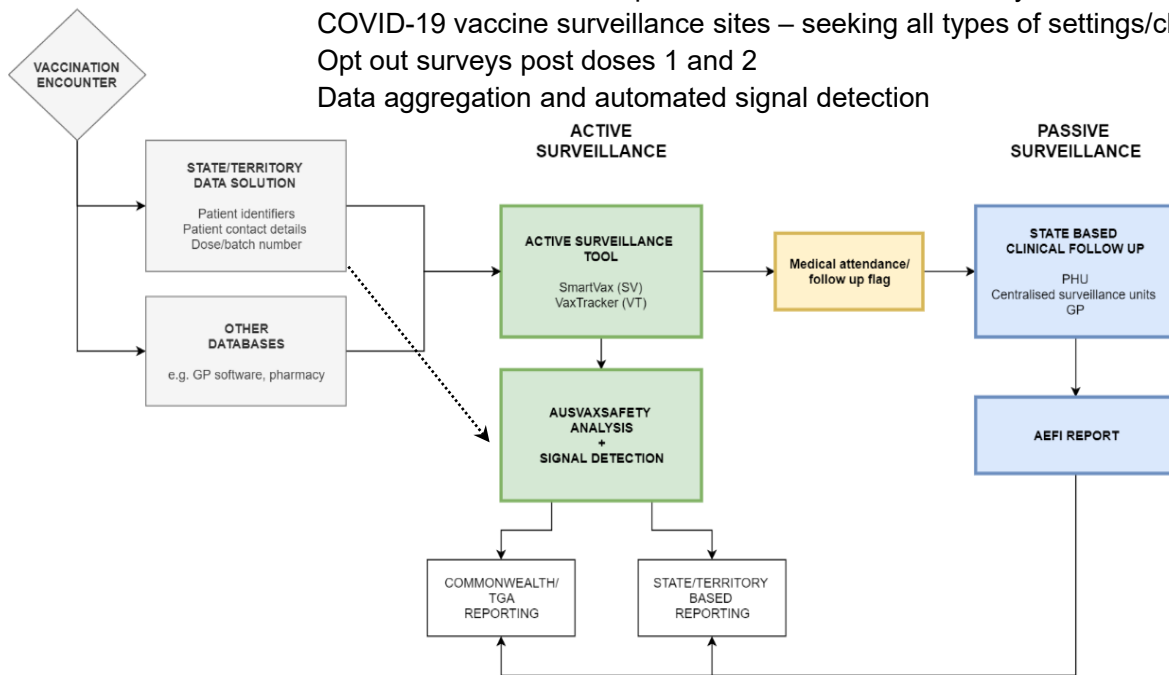 COVID-19 vaccine surveillance sites – seeking all types of settings/
Opt out surveys post doses 1 and 2
Data aggregation and automated signal detection
VACCINATION
ENCOUNTER
ACTIVE
SURVEILLANCE
PASSIVE
SURVEILLANCE
STATE/TERRITORY
DATA SOLUTION
Patient identifiers
Patient contact details
Dose/batch number
OTHER
DATABASES
e.g. GP software, pharmacy
ACTIVE SURVEILLANCE
TOOL
SmartVax (SV)
VaxTracker (VT)
Medical attendance/
follow up flag
STATE BASED
CLINICAL FOLLOW UP
PHU
Centralised surveillance units
GP
AUSVAXSAFETY
ANALYSIS
+
SIGNAL DETECTION
AEFI REPORT
COMMONWEALTH/
TGA
REPORTING
STATE/TERRITORY
BASED
REPORTING